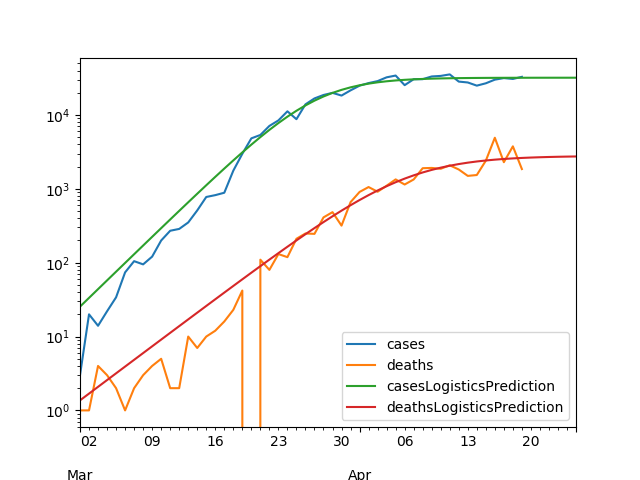 10⁴
10³
10²
10¹
10⁰
cases
deaths
casesLogisticsPrediction
deathsLogisticsPrediction
02 09 16 23 30 06 13 20
Mar Apr